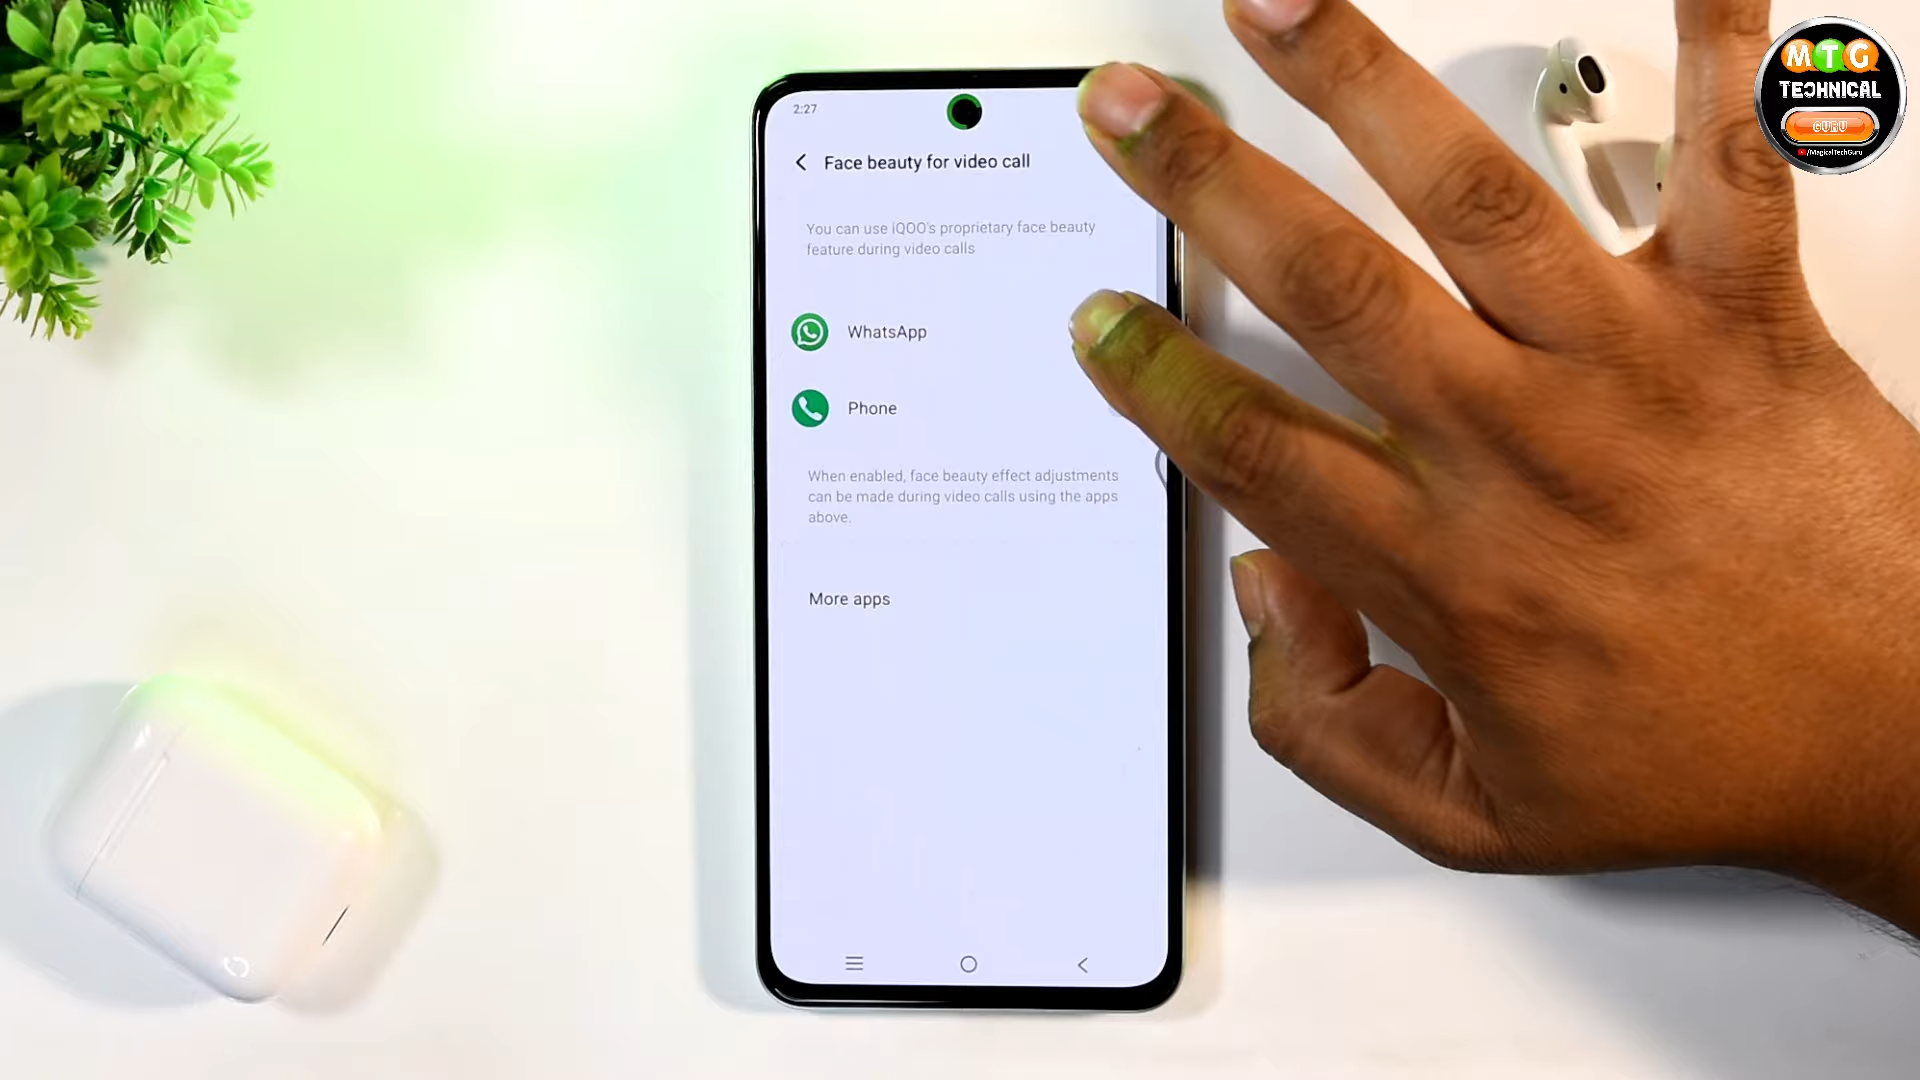 MTG
TECHNICAL
GURU
/MagicalTechGuru
2:27
Face beauty for video call
You can use iQOO's proprietary face beauty
feature during video calls
WhatsApp
Phone
When enabled, face beauty effect adjustments
can be made during video calls using the apps
above.
More apps